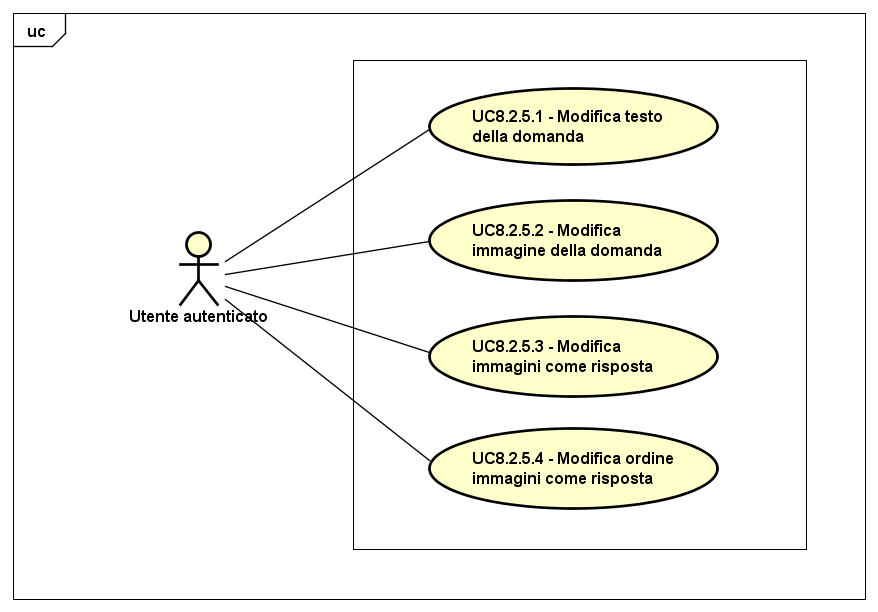 uc
UC8.2.5.1 - Modifica testo
della domanda
UC8.2.5.2 - Modifica
immagine della domanda
Utente autenticato
UC8.2.5.3 - Modifica
immagini come risposta
UC8.2.5.4 - Modifica ordine
immagini come risposta